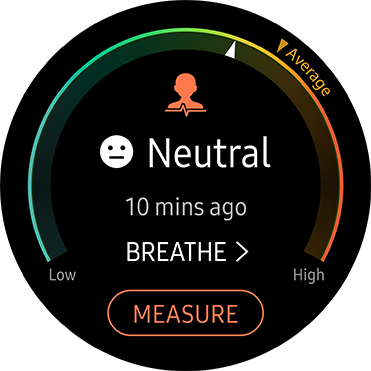 Average
Neutral
10 mins ago
BREATHE >
Low
High
MEASURE